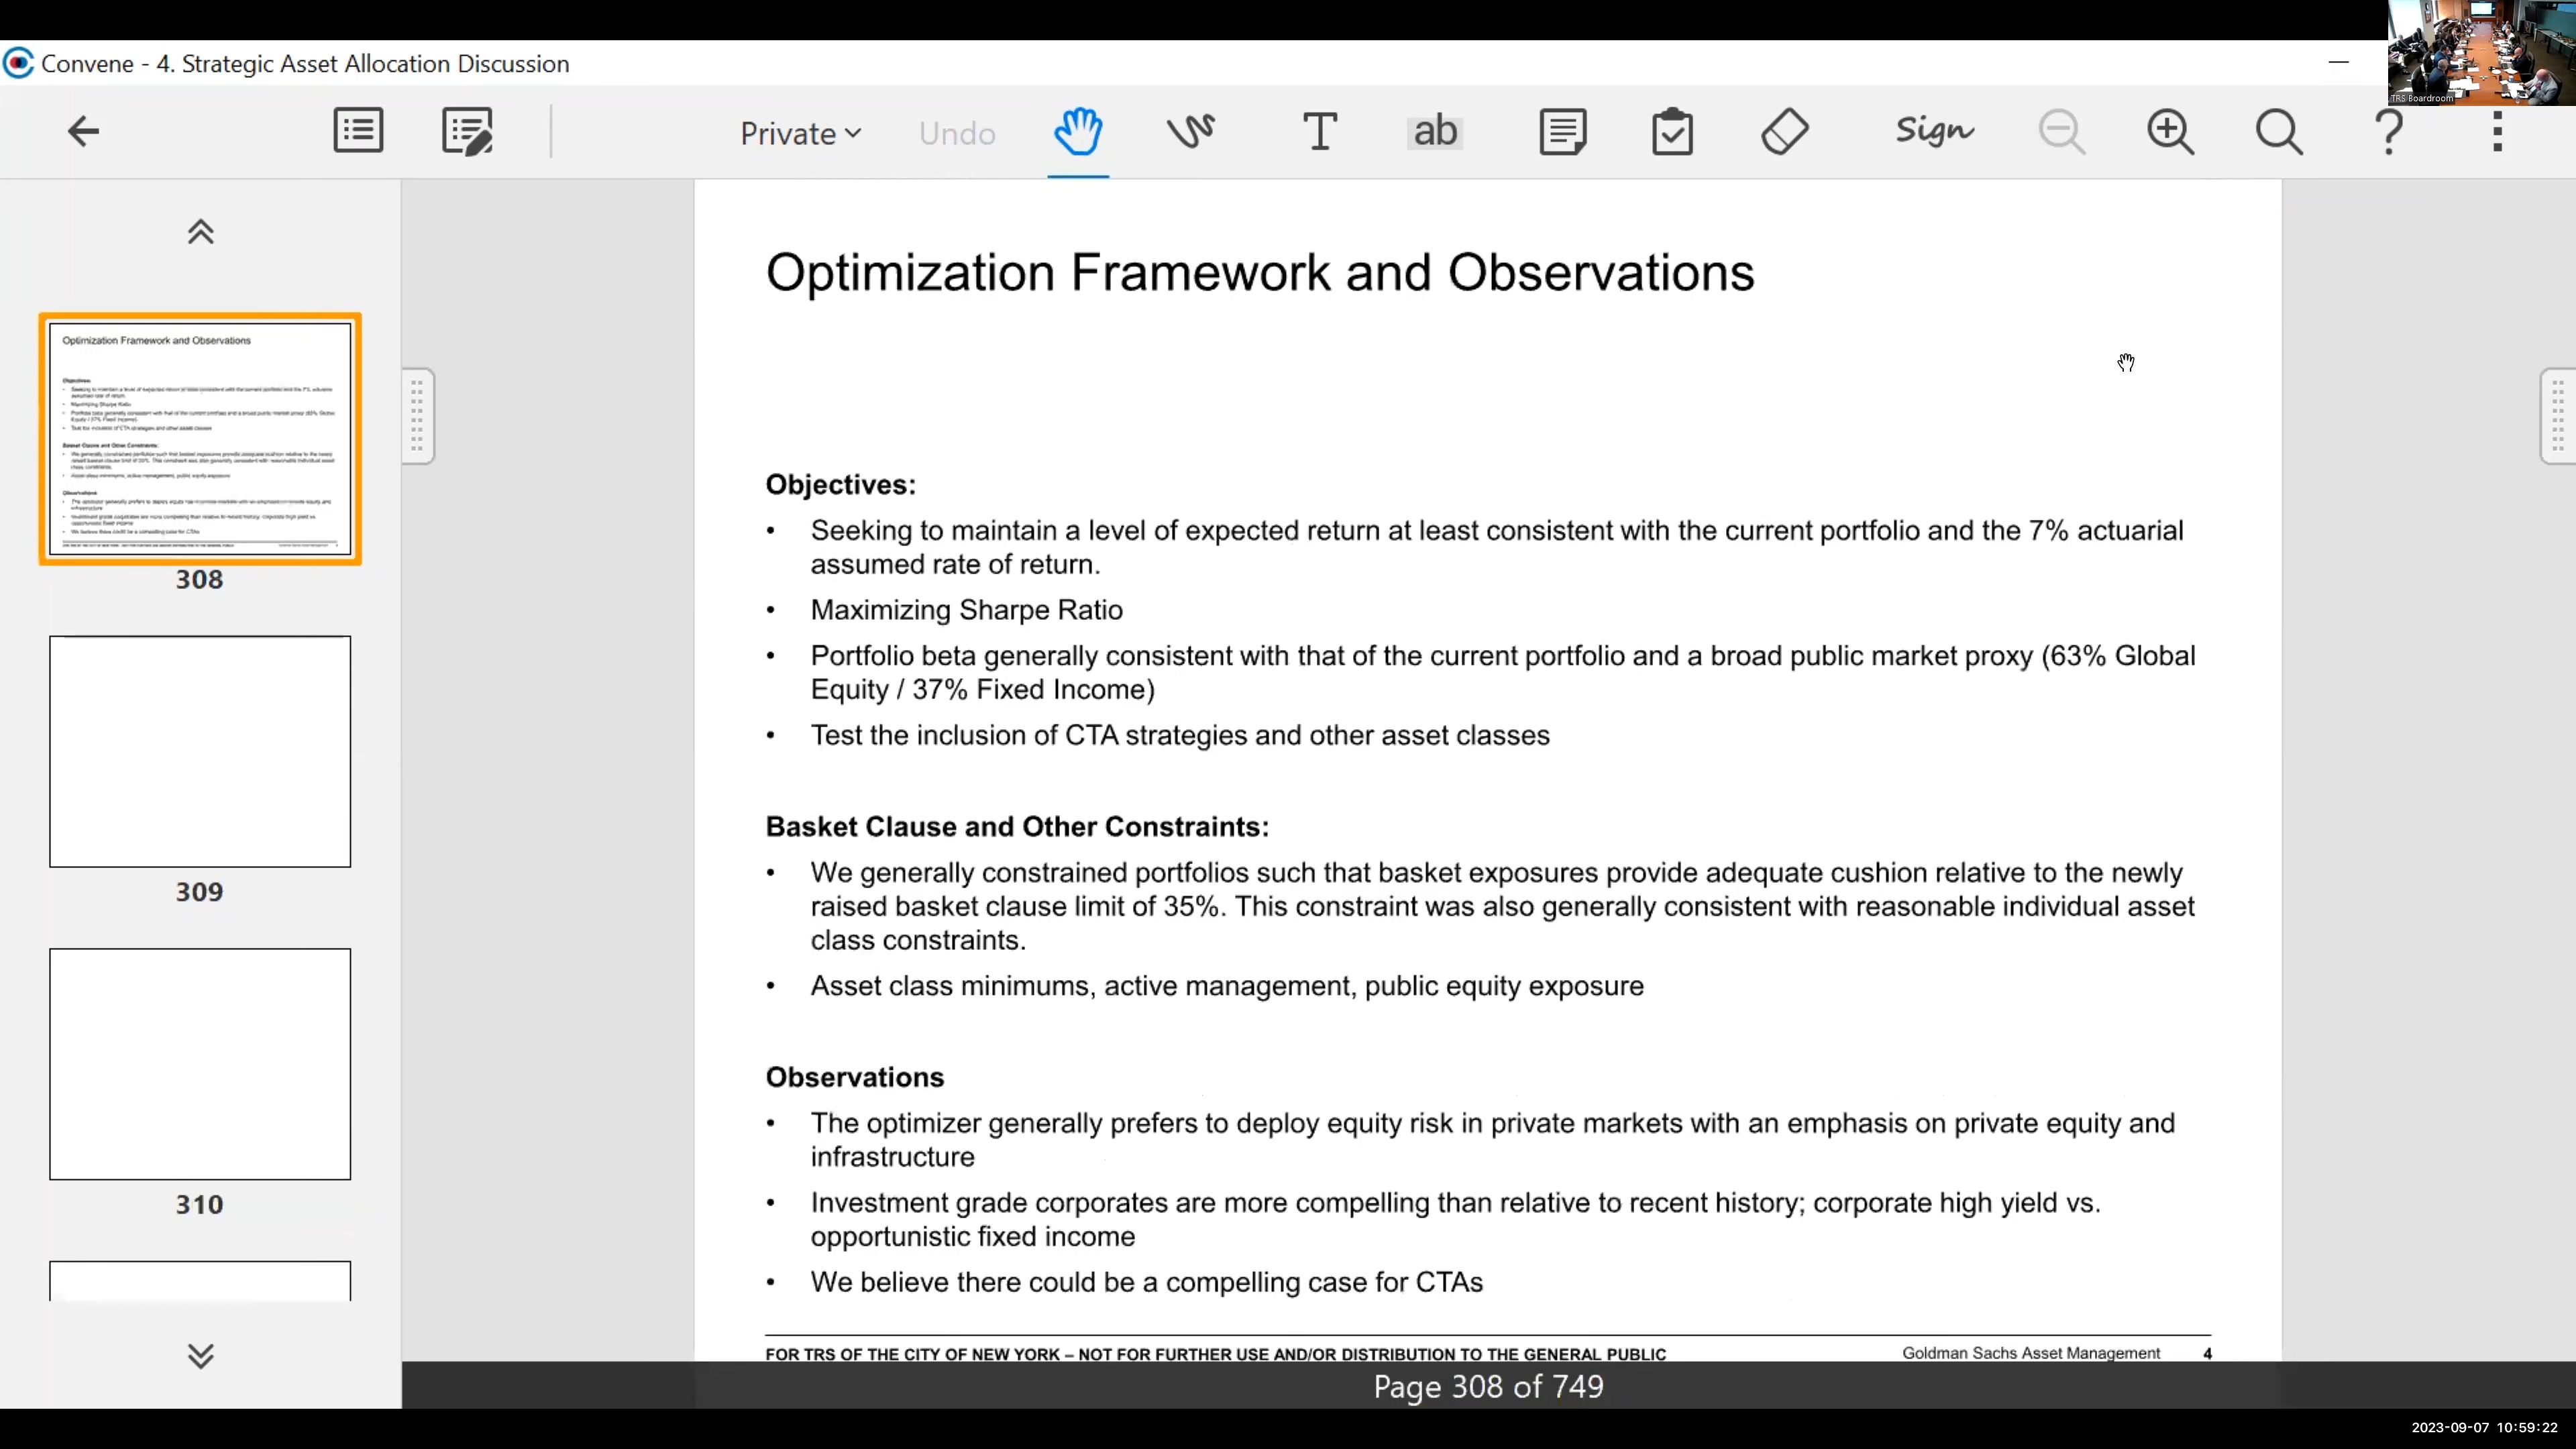 Convene - 4. Strategic Asset Allocation Discussion
TRS Boardroom
Private
Undo
T
ab
Sign
?
Optimization Framework and Observations
308
309
310
Optimization Framework and Observations
Objectives:
• Seeking to maintain a level of expected return at least consistent with the current portfolio and the 7% actuarial
assumed rate of return.
• Maximizing Sharpe Ratio
• Portfolio beta generally consistent with that of the current portfolio and a broad public market proxy (63% Global
Equity / 37% Fixed Income)
• Test the inclusion of CTA strategies and other asset classes
Basket Clause and Other Constraints:
• We generally constrained portfolios such that basket exposures provide adequate cushion relative to the newly
raised basket clause limit of 35%. This constraint was also generally consistent with reasonable individual asset
class constraints.
• Asset class minimums, active management, public equity exposure
Observations
• The optimizer generally prefers to deploy equity risk in private markets with an emphasis on private equity and
infrastructure
• Investment grade corporates are more compelling than relative to recent history; corporate high yield vs.
opportunistic fixed income
• We believe there could be a compelling case for CTAs
FOR TRS OF THE CITY OF NEW YORK – NOT FOR FURTHER USE AND/OR DISTRIBUTION TO THE GENERAL PUBLIC
Goldman Sachs Asset Management 4
Page 308 of 749
2023-09-07 10:59:22